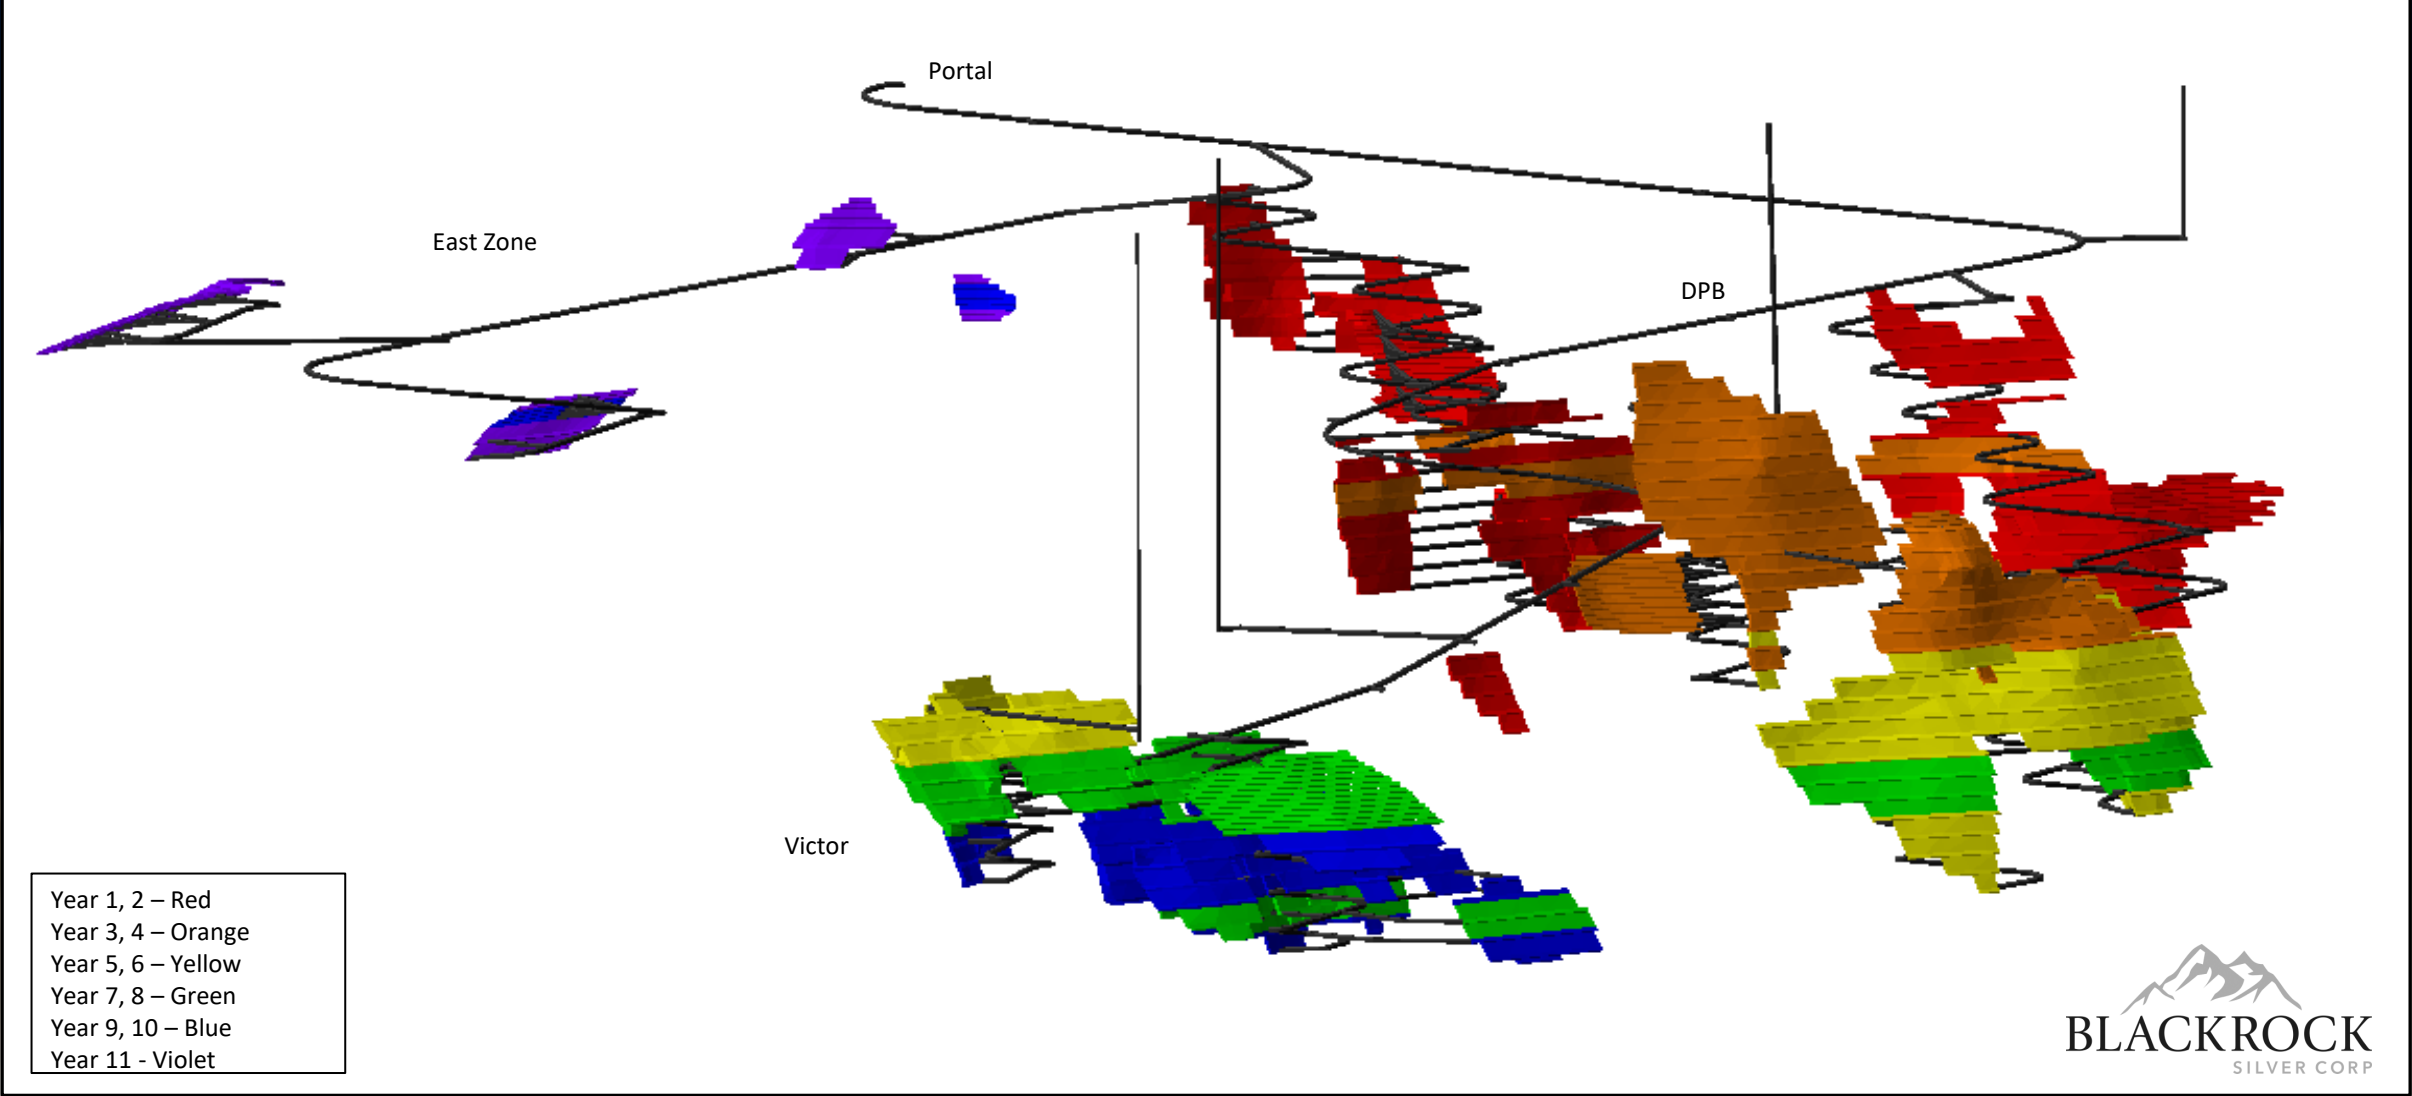 Portal
East Zone
DPB
Victor
Year 1, 2 – Red
Year 3, 4 – Orange
Year 5, 6 – Yellow
Year 7, 8 – Green
Year 9, 10 – Blue
Year 11 - Violet
BLACKROCK
SILVER CORP